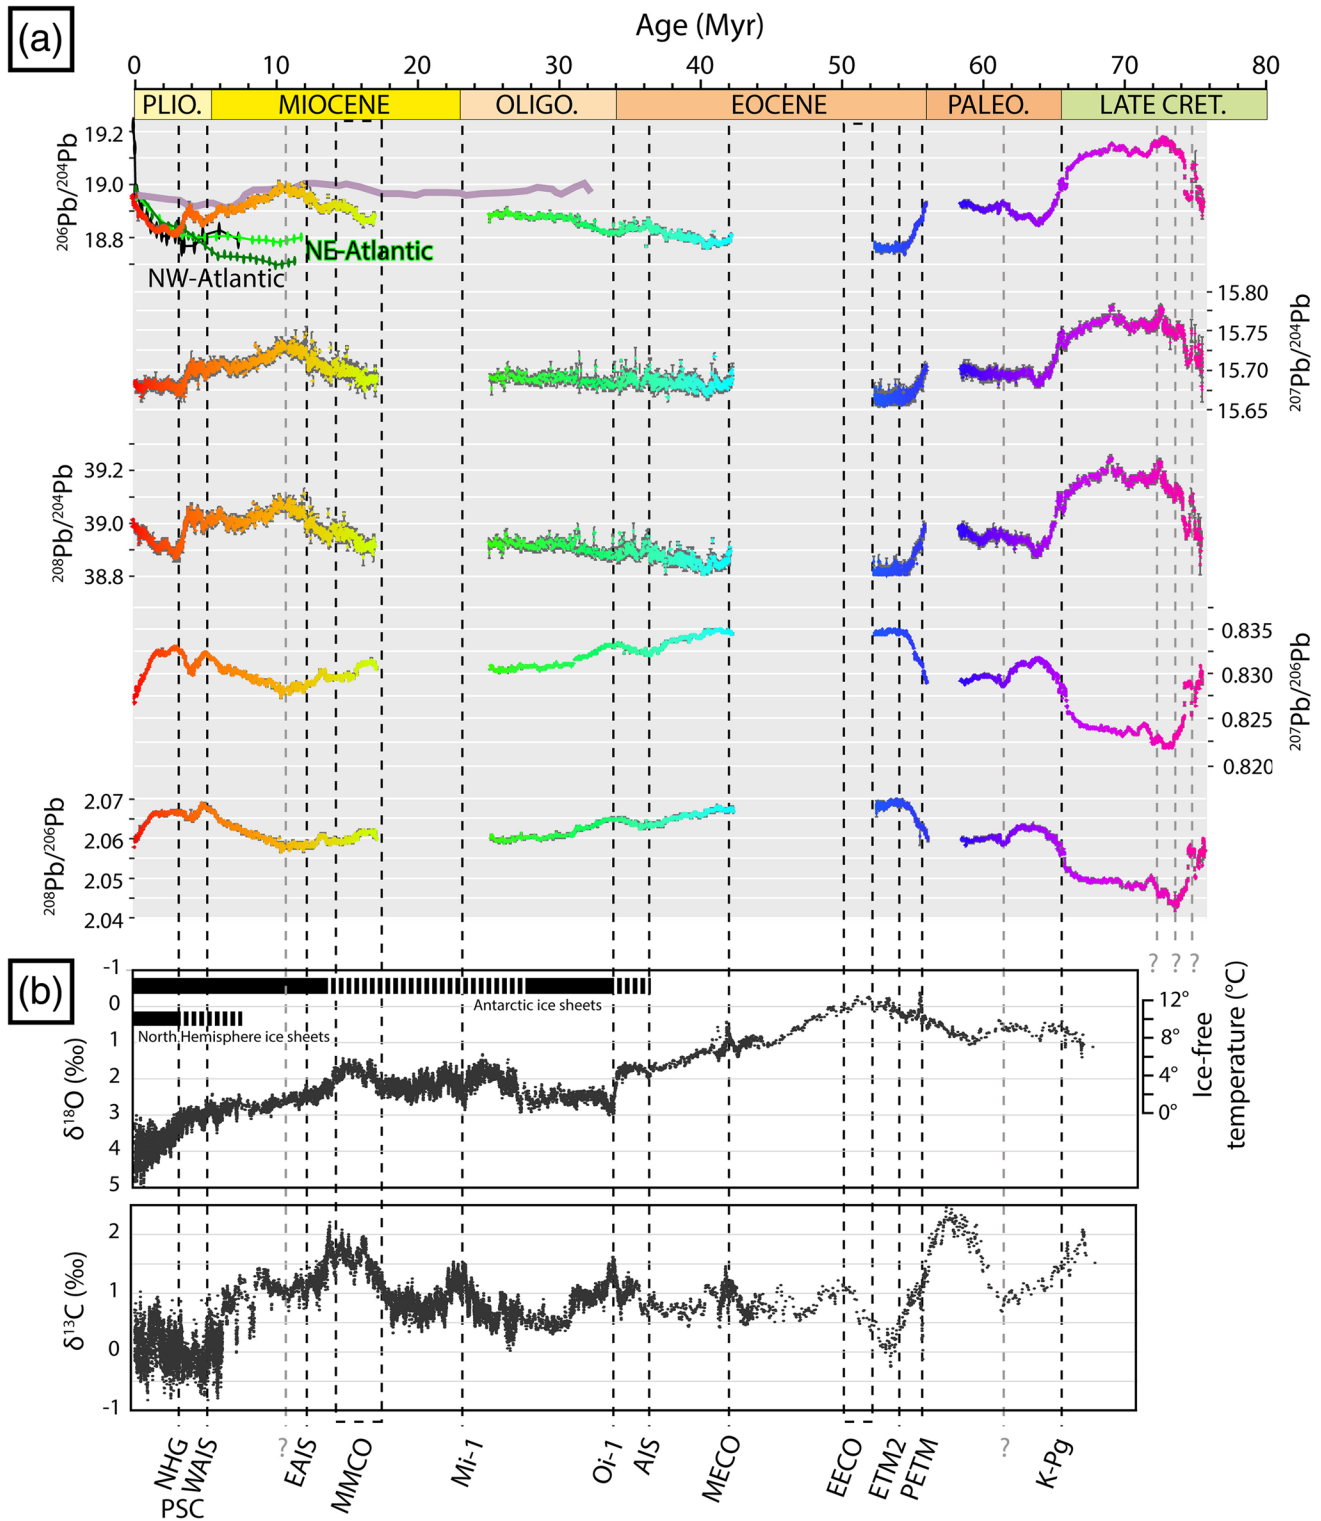 (a)
Age (Myr)
0 10 20 30 40 50 60 70 80
PLIO. MIOCENE OLIGO. EOCENE PALEO. LATE CRET.
²⁰⁶Pb/²⁰⁴Pb
19.2
19.0
18.8
NE-Atlantic
NW-Atlantic
²⁰⁷Pb/²⁰⁴Pb
15.80
15.75
15.70
15.65
²⁰⁸Pb/²⁰⁴Pb
39.2
39.0
38.8
²⁰⁷Pb/²⁰⁶Pb
0.835
0.830
0.825
0.820
²⁰⁸Pb/²⁰⁶Pb
2.07
2.06
2.05
2.04
? ? ?
(b)
δ¹⁸O (‰)
-1
0
1
2
3
4
5
Antarctic ice sheets
North Hemisphere ice sheets
12°
8°
4°
0°
Ice-free
temperature (°C)
δ¹³C (‰)
2
1
0
-1
NHG
PSC
WAIS
?
EAIS
MMCO
Mi-1
Oi-1
AIS
MECO
EECO
ETM2
PETM
?
K-Pg